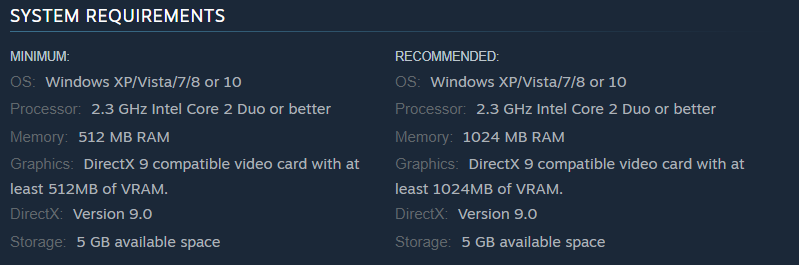 SYSTEM REQUIREMENTS
MINIMUM:
OS: Windows XP/Vista/7/8 or 10
Processor: 2.3 GHz Intel Core 2 Duo or better
Memory: 512 MB RAM
Graphics: DirectX 9 compatible video card with at
least 512MB of VRAM.
DirectX: Version 9.0
Storage: 5 GB available space
RECOMMENDED:
OS: Windows XP/Vista/7/8 or 10
Processor: 2.3 GHz Intel Core 2 Duo or better
Memory: 1024 MB RAM
Graphics: DirectX 9 compatible video card with at
least 1024MB of VRAM.
DirectX: Version 9.0
Storage: 5 GB available space